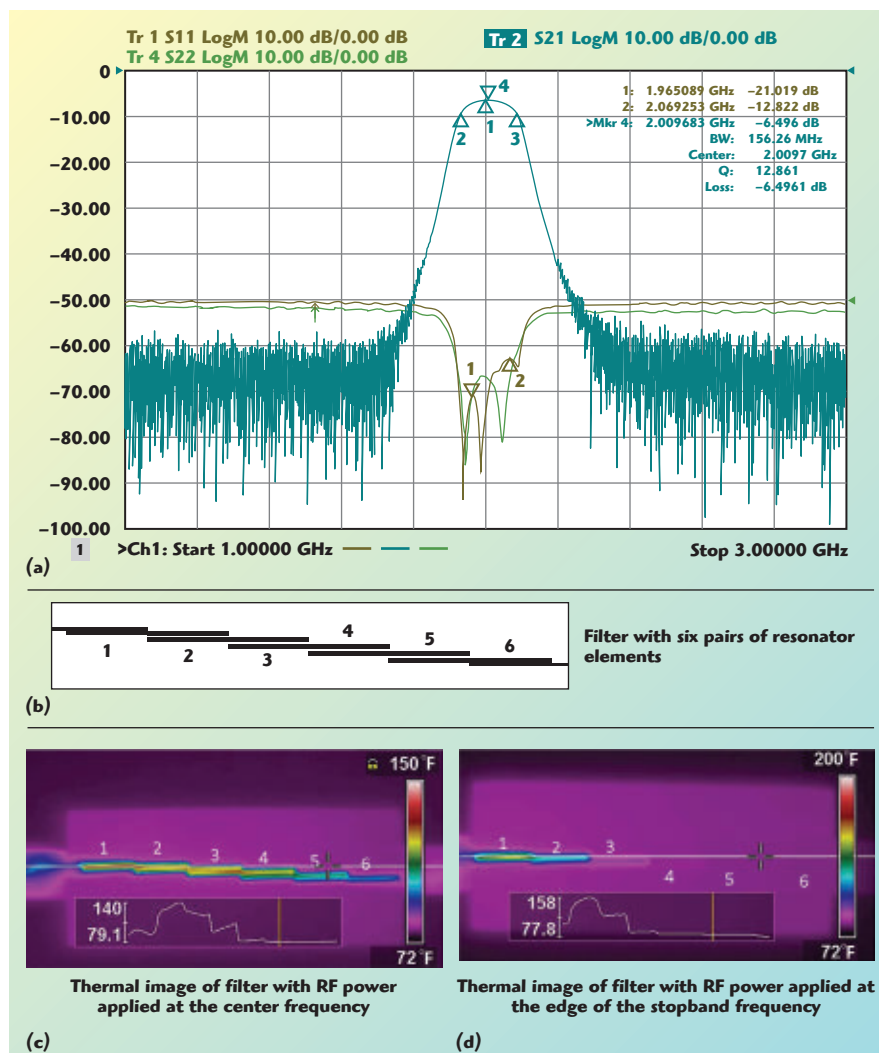 Tr 1 S11 LogM 10.00 dB/0.00 dB
Tr 2 S21 LogM 10.00 dB/0.00 dB
Tr 4 S22 LogM 10.00 dB/0.00 dB
0
−10.00
−20.00
−30.00
−40.00
−50.00
−60.00
−70.00
−80.00
−90.00
−100.00
1: 1.965089 GHz −21.019 dB
2: 2.069253 GHz −12.822 dB
>Mkr 4: 2.009683 GHz −6.496 dB
BW: 156.26 MHz
Center: 2.0097 GHz
Q: 12.861
Loss: −6.4961 dB
4
2 1 3
1
2
1 >Ch1: Start 1.00000 GHz
Stop 3.00000 GHz
(a)
1 2 3 4 5 6
Filter with six pairs of resonator
elements
(b)
150°F
1 2 3 4 5 6
140
79.1
72°F
Thermal image of filter with RF power
applied at the center frequency
(c)
200°F
1 2 3 4 5 6
158
77.8
72°F
Thermal image of filter with RF power applied at
the edge of the stopband frequency
(d)